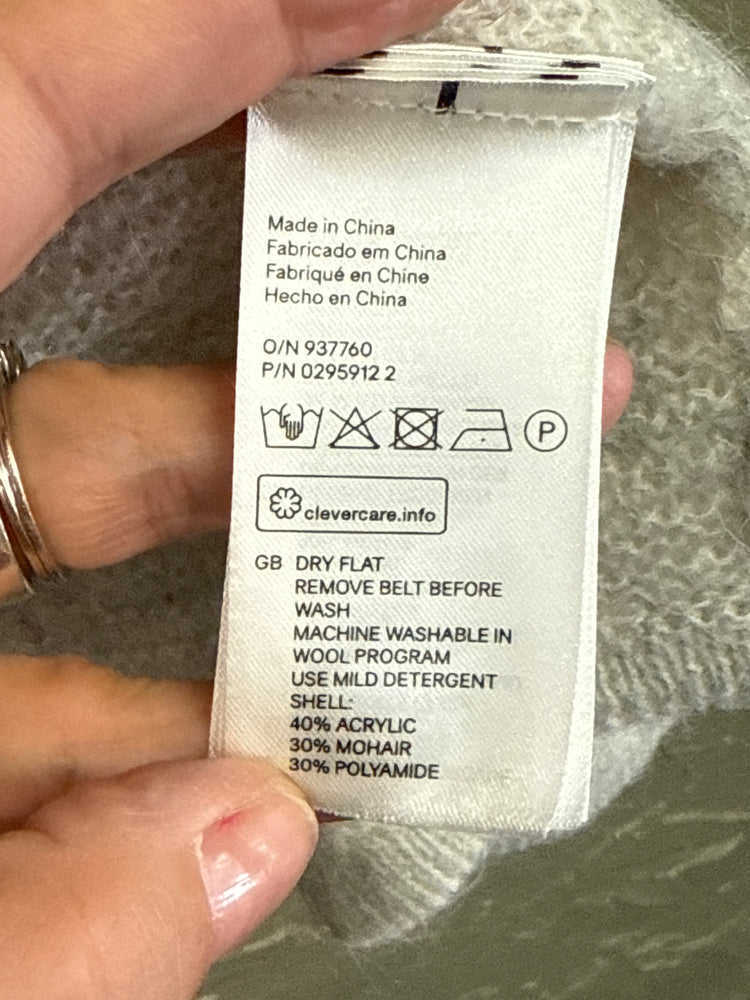 Made in China
Fabricado em China
Fabriqué en Chine
Hecho en China
O/N 937760
P/N 0295912 2
P
clevercare.info
GB DRY FLAT
REMOVE BELT BEFORE
WASH
MACHINE WASHABLE IN
WOOL PROGRAM
USE MILD DETERGENT
SHELL:
40% ACRYLIC
30% MOHAIR
30% POLYAMIDE